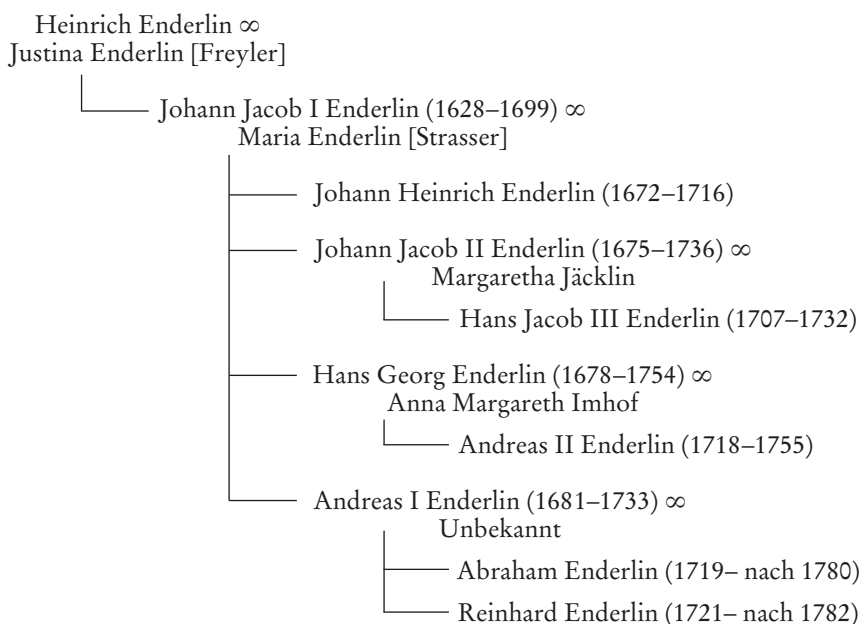 Heinrich Enderlin ∞
Justina Enderlin [Freyler]
Johann Jacob I Enderlin (1628–1699) ∞
Maria Enderlin [Strasser]
Johann Heinrich Enderlin (1672–1716)
Johann Jacob II Enderlin (1675–1736) ∞
Margaretha Jäcklin
Hans Jacob III Enderlin (1707–1732)
Hans Georg Enderlin (1678–1754) ∞
Anna Margareth Imhof
Andreas II Enderlin (1718–1755)
Andreas I Enderlin (1681–1733) ∞
Unbekannt
Abraham Enderlin (1719– nach 1780)
Reinhard Enderlin (1721– nach 1782)